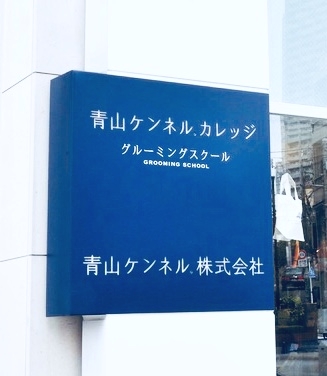 青山ケンネル.カレッジ
グルーミングスクール
GROOMING SCHOOL
青山ケンネル.株式会社